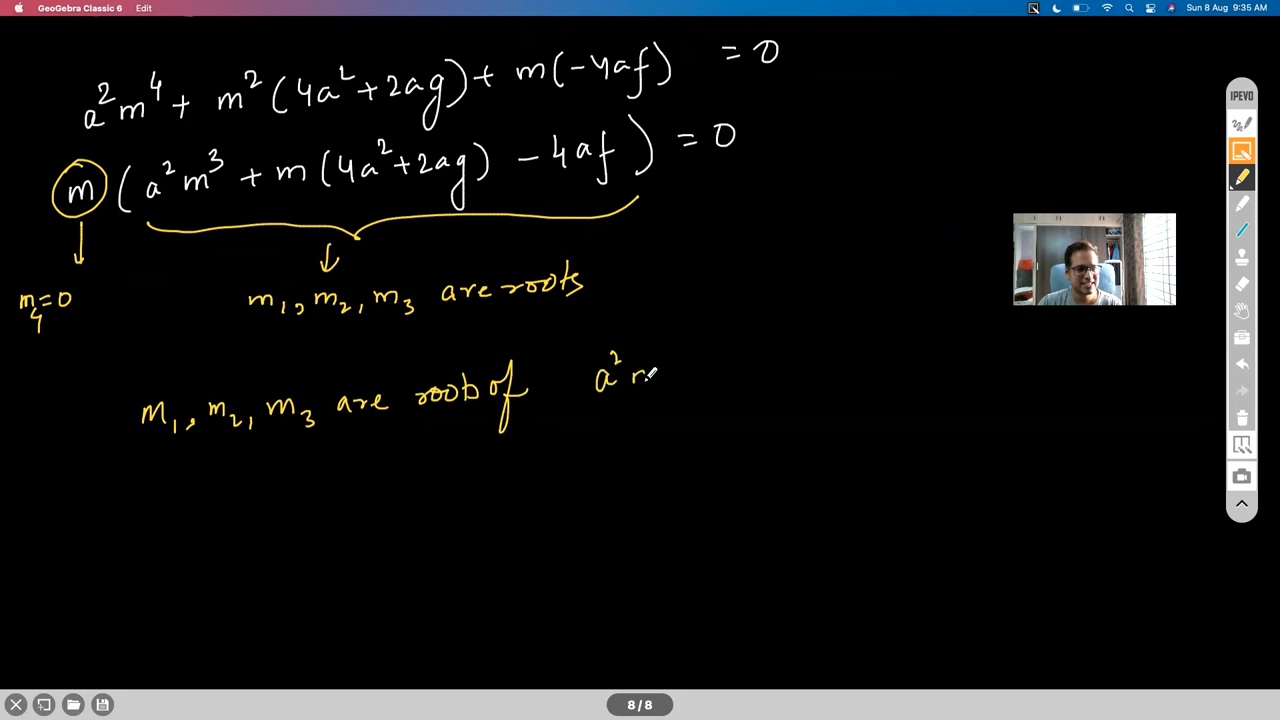 GeoGebra Classic 6 Edit Sun 8 Aug 9:35 AM
a²m⁴ + m²(4a²+2ag) + m(-4af) = 0
m (a²m³ + m(4a²+2ag) - 4af) = 0
IPEVO
m₄=0
m₁, m₂, m₃ are roots
m₁, m₂, m₃ are roots of a²
8/8